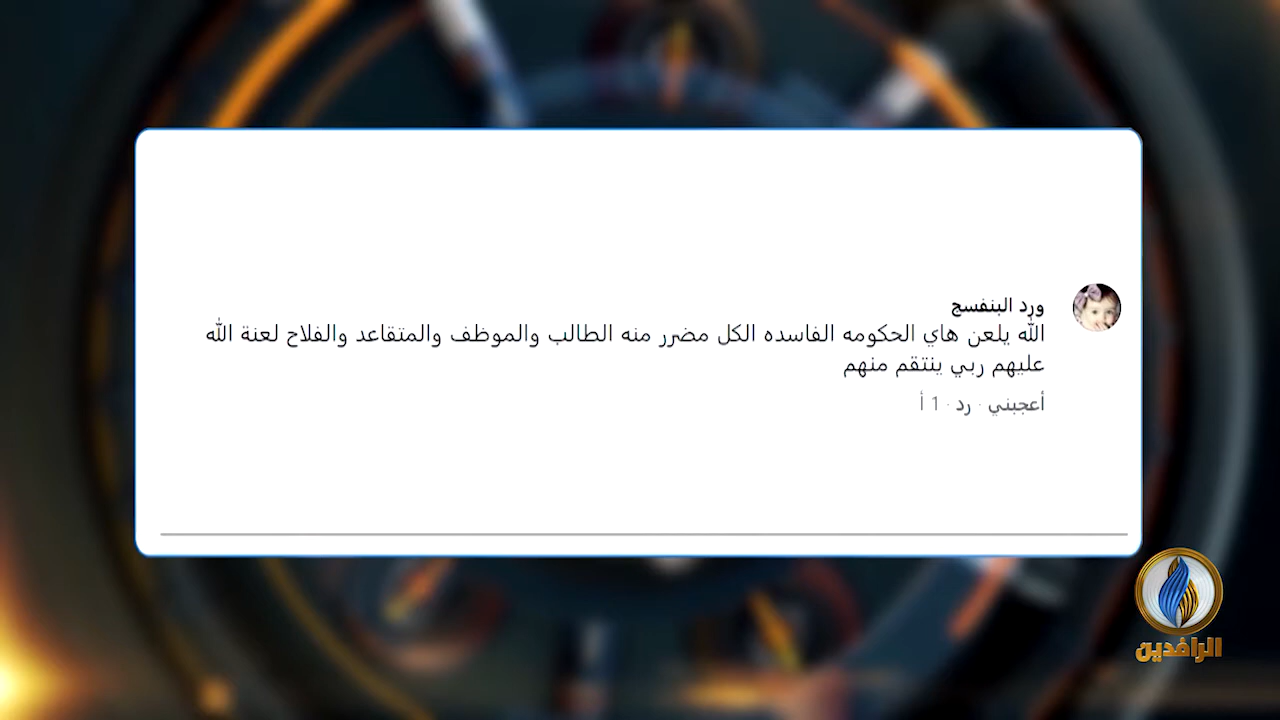 ورد البنفسج
الله يلعن هاي الحكومه الفاسده الكل مضرر منه الطالب والموظف والمتقاعد والفلاح لعنة الله
عليهم ربي ينتقم منهم
أعجبني · رد · 1 أ
الرافدين